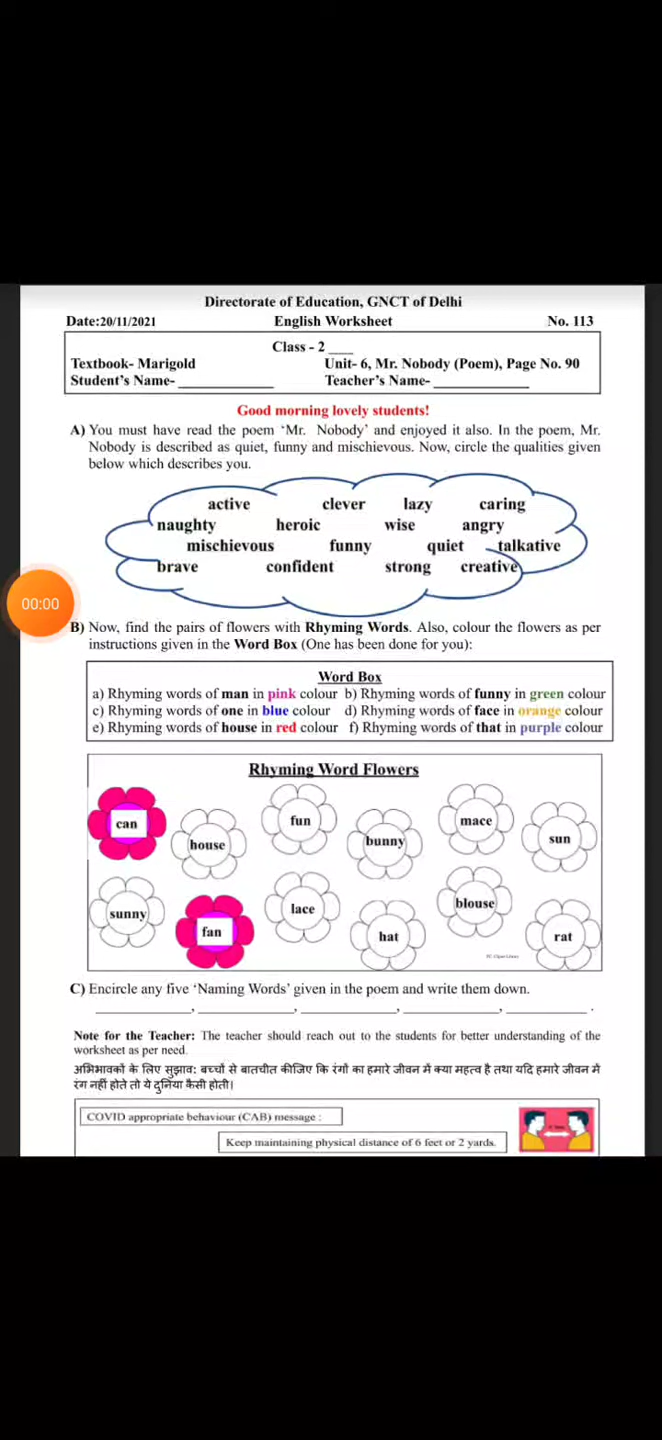 Directorate of Education, GNCT of Delhi
Date:20/11/2021 English Worksheet No. 113
Class - 2 ____
Textbook- Marigold Unit- 6, Mr. Nobody (Poem), Page No. 90
Student's Name- ______________ Teacher's Name- ______________
Good morning lovely students!
A) You must have read the poem ‘Mr. Nobody’ and enjoyed it also. In the poem, Mr.
Nobody is described as quiet, funny and mischievous. Now, circle the qualities given
below which describes you.
active clever lazy caring
naughty heroic wise angry
mischievous funny quiet talkative
brave confident strong creative
00:00
B) Now, find the pairs of flowers with Rhyming Words. Also, colour the flowers as per
instructions given in the Word Box (One has been done for you):
Word Box
a) Rhyming words of man in pink colour b) Rhyming words of funny in green colour
c) Rhyming words of one in blue colour d) Rhyming words of face in orange colour
e) Rhyming words of house in red colour f) Rhyming words of that in purple colour
Rhyming Word Flowers
can house fun bunny mace sun
sunny fan lace hat blouse rat
C) Encircle any five ‘Naming Words’ given in the poem and write them down.
______________, ______________, ______________, ______________, ____________ .
Note for the Teacher: The teacher should reach out to the students for better understanding of the
worksheet as per need.
अभिभावकों के लिए सुझाव: बच्चों से बातचीत कीजिए कि रंगों का हमारे जीवन में क्या महत्व है तथा यदि हमारे जीवन में
रंग नहीं होते तो ये दुनिया कैसी होती।
COVID appropriate behaviour (CAB) message :
Keep maintaining physical distance of 6 feet or 2 yards.